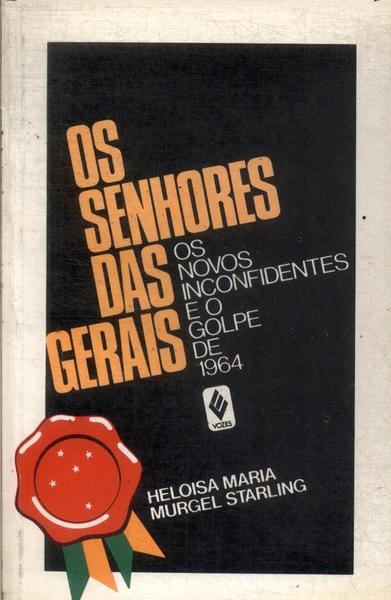 OS
SENHORES
DAS
GERAIS
OS
NOVOS
INCONFIDENTES
E O
GOLPE
DE
1964
VOZES
HELOISA MARIA
MURGEL STARLING